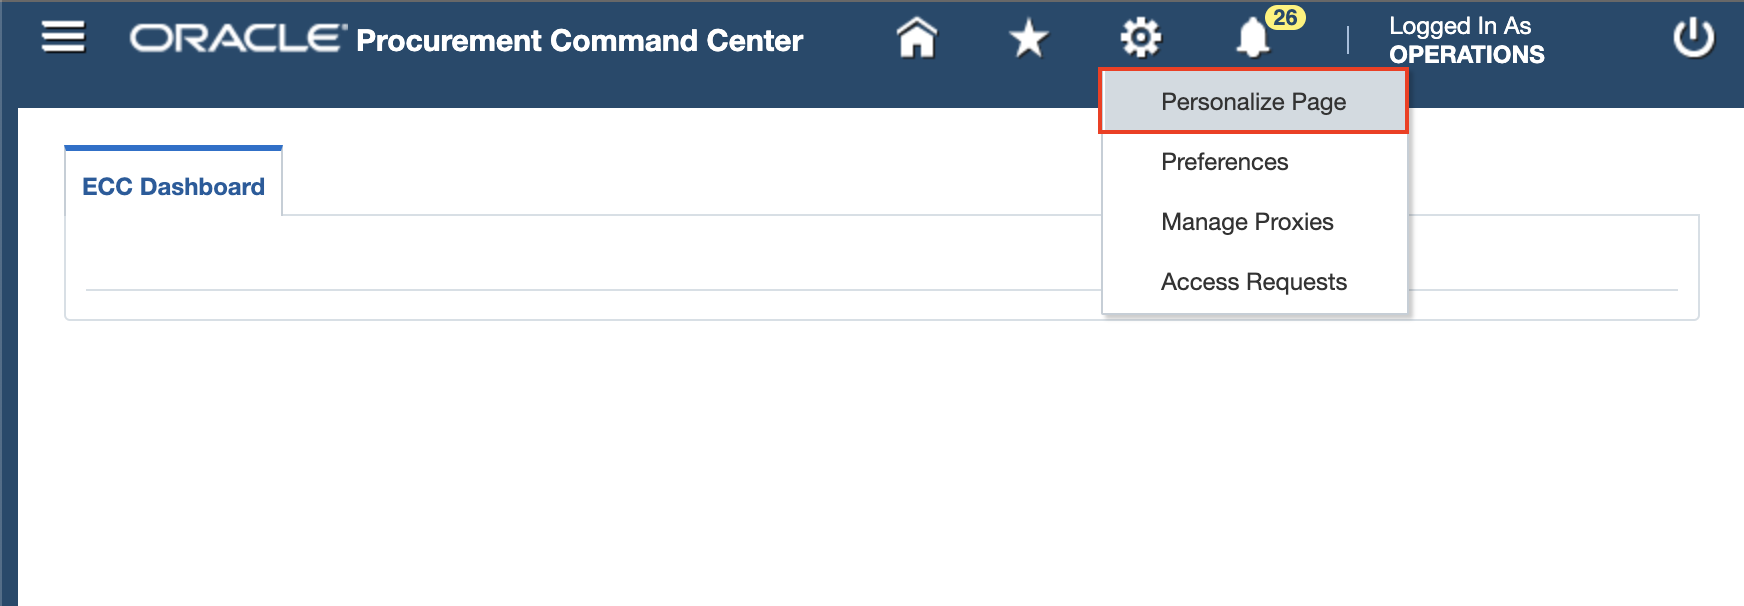 ORACLE Procurement Command Center
26
Logged In As
OPERATIONS
Personalize Page
Preferences
Manage Proxies
Access Requests
ECC Dashboard